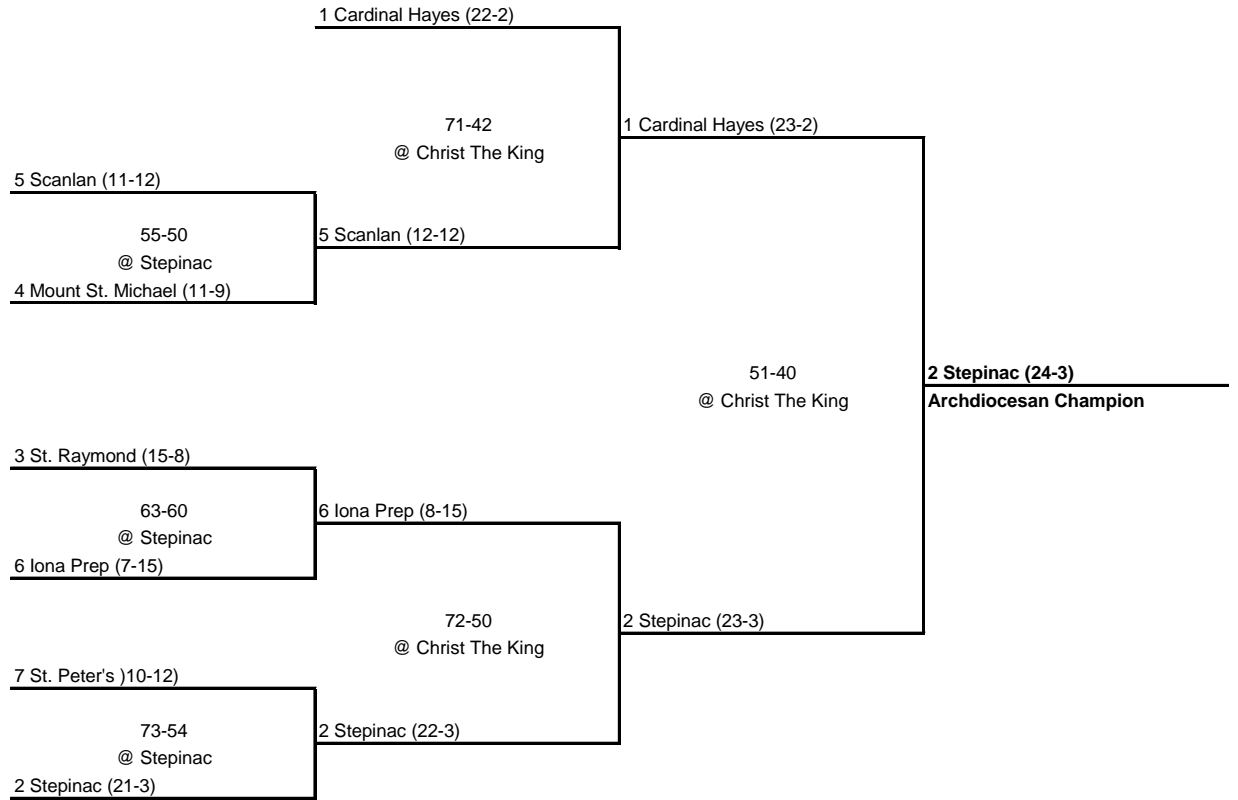 1 Cardinal Hayes (22-2)
71-42
@ Christ The King
1 Cardinal Hayes (23-2)
5 Scanlan (11-12)
55-50
@ Stepinac
5 Scanlan (12-12)
4 Mount St. Michael (11-9)
51-40
@ Christ The King
2 Stepinac (24-3)
Archdiocesan Champion
3 St. Raymond (15-8)
63-60
@ Stepinac
6 Iona Prep (8-15)
6 Iona Prep (7-15)
72-50
@ Christ The King
2 Stepinac (23-3)
7 St. Peter's )10-12)
73-54
@ Stepinac
2 Stepinac (22-3)
2 Stepinac (21-3)